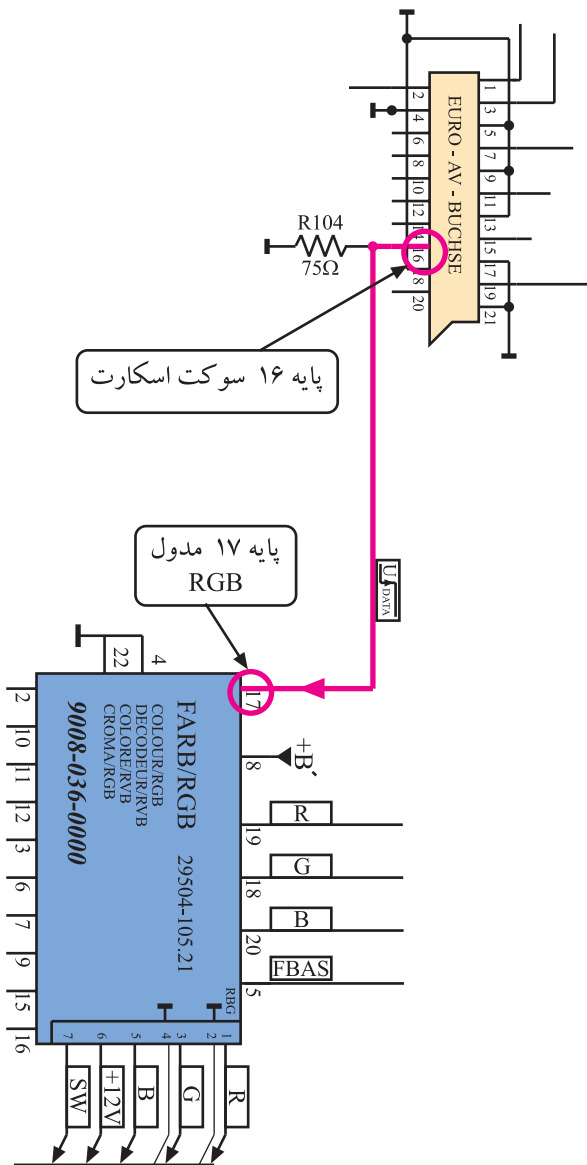 1
3
5
7
9
11
13
15
17
19
21
EURO - AV - BUCHSE
2
4
6
8
10
12
14
16
18
20
R104
75Ω
پایه ۱۶ سوکت اسکارت
پایه ۱۷ مدول
RGB
U DATA
4
22
17
8
+B'
19
R
18
G
20
B
5
FBAS
FARB/RGB 29504-105.21
COLOUR/RGB
DECODEUR/RVB
COLORE/RVB
CROMA/RGB
9008-036-0000
2
10
11
12
3
6
7
9
15
16
RBG
1
2
3
4
5
6
7
R
G
B
+12V
SW